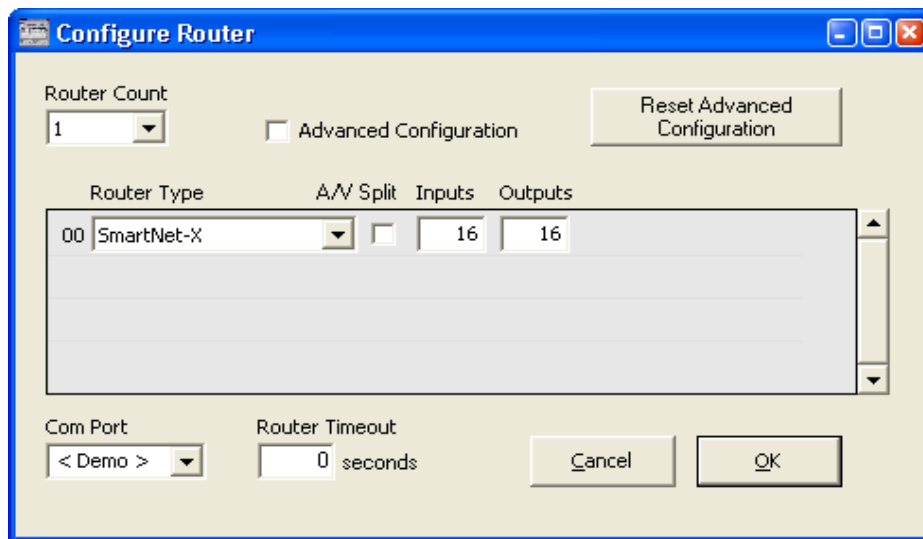 Configure Router
Router Count
1
Advanced Configuration
Reset Advanced
Configuration
Router Type A/V Split Inputs Outputs
00 SmartNet-X 16 16
Com Port Router Timeout
< Demo > 0 seconds
Cancel OK